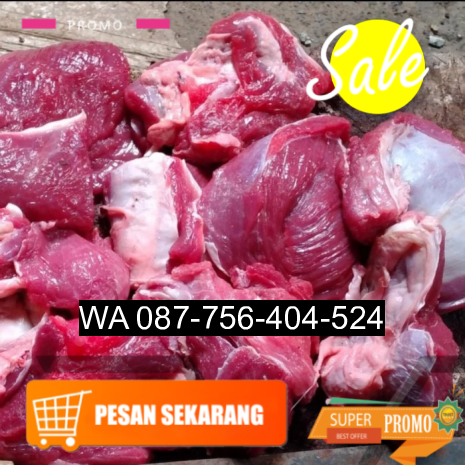 PROMO
Sale
WA 087-756-404-524
PESAN SEKARANG
SUPER PROMO
BEST OFFER